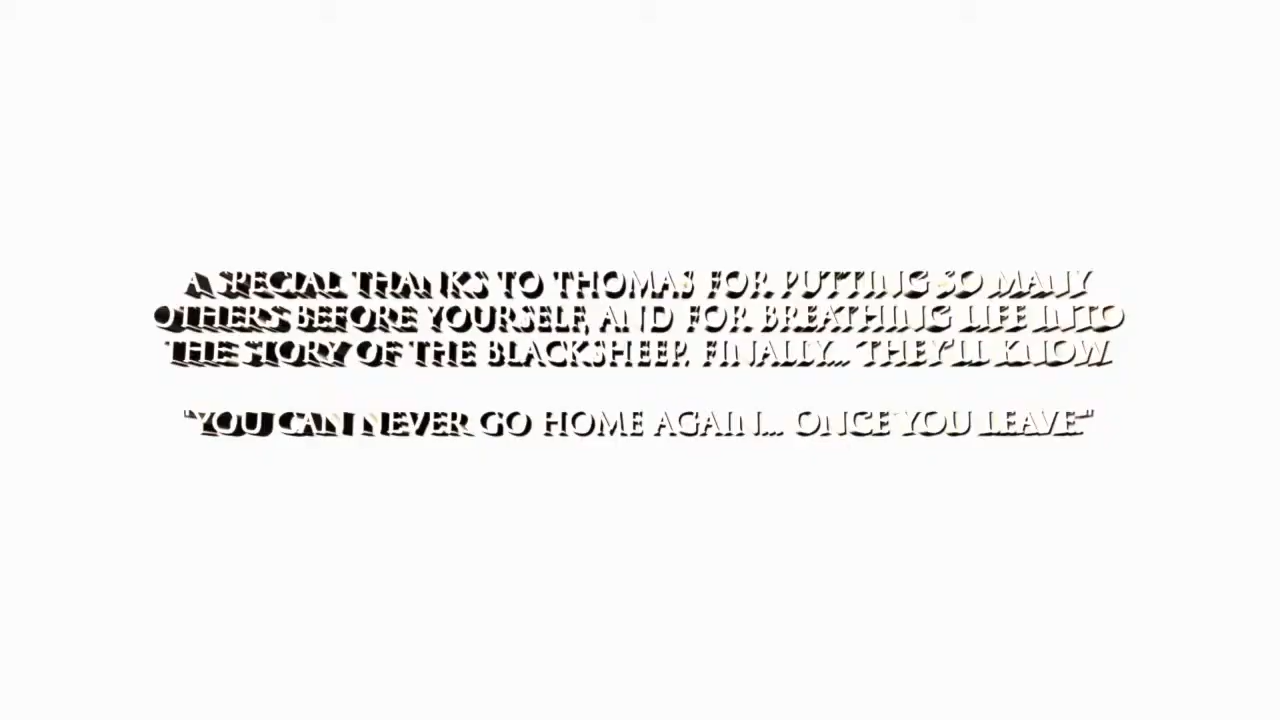 A SPECIAL THANKS TO THOMAS FOR PUTTING SO MANY
OTHERS BEFORE YOURSELF, AND FOR BREATHING LIFE INTO
THE STORY OF THE BLACKSHEEP. FINALLY... THEY'LL KNOW
"YOU CAN NEVER GO HOME AGAIN... ONCE YOU LEAVE"